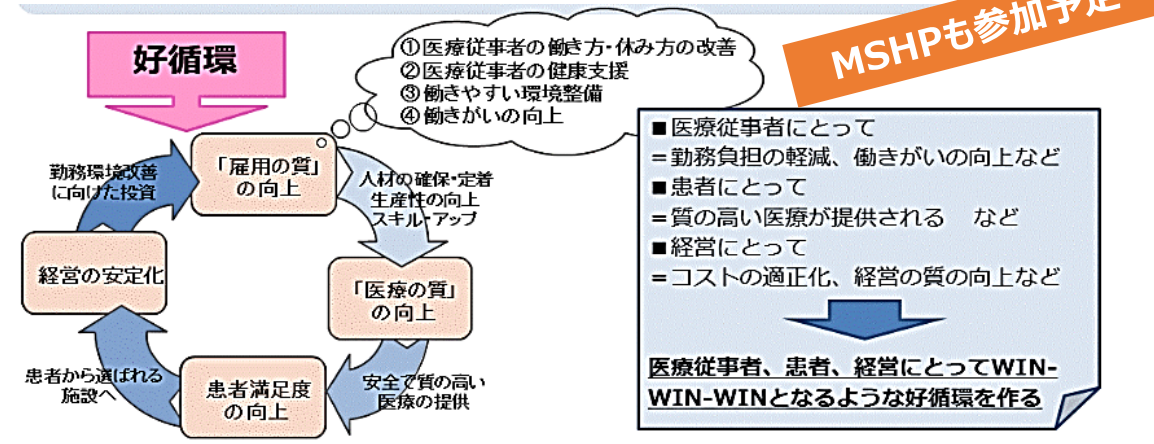 MSHPも参加予定
好循環
①医療従事者の働き方・休み方の改善
②医療従事者の健康支援
③働きやすい環境整備
④働きがいの向上
「雇用の質」
の向上
人材の確保・定着
生産性の向上
スキル・アップ
「医療の質」
の向上
安全で質の高い
医療の提供
患者満足度
の向上
患者から選ばれる
施設へ
経営の安定化
勤務環境改善
に向けた投資
■医療従事者にとって
=勤務負担の軽減、働きがいの向上など
■患者にとって
=質の高い医療が提供される　など
■経営にとって
=コストの適正化、経営の質の向上など
医療従事者、患者、経営にとってWIN-
WIN-WINとなるような好循環を作る